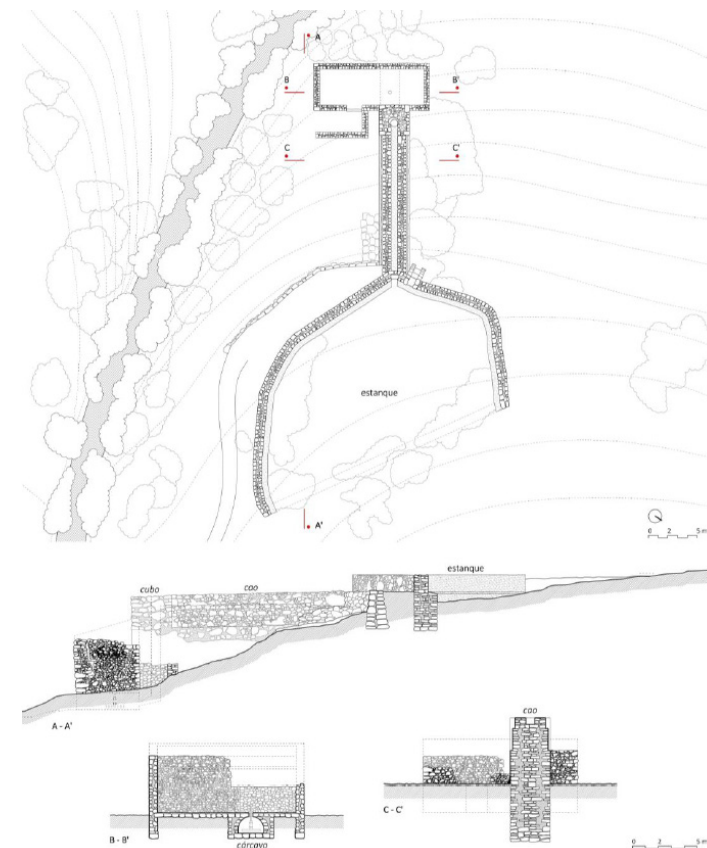 A
B
B'
C
C'
estanque
A'
0 2 5 m
estanque
cubo
cao
A - A'
cao
B - B'
cárcavo
C - C'
0 2 5 m